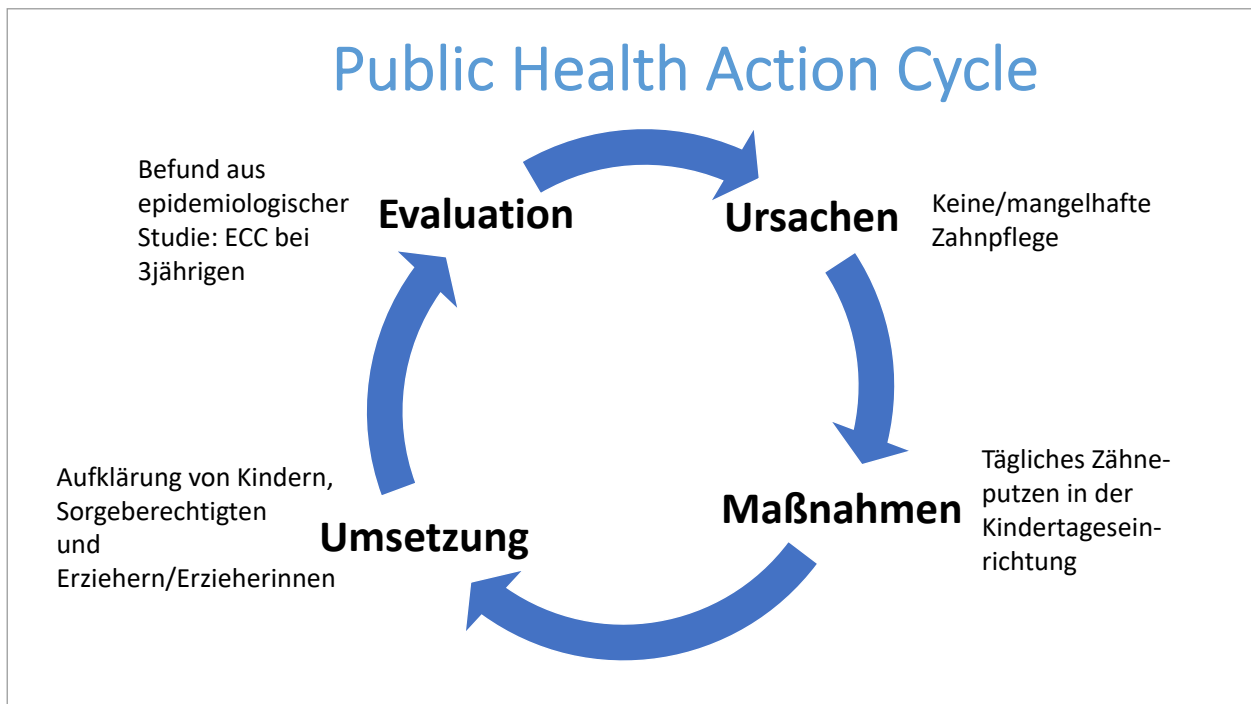 Public Health Action Cycle
Befund aus
epidemiologischer
Studie: ECC bei
3jährigen
Evaluation
Ursachen
Keine/mangelhafte
Zahnpflege
Aufklärung von Kindern,
Sorgeberechtigten
und
Erziehern/Erzieherinnen
Umsetzung
Maßnahmen
Tägliches Zähne-
putzen in der
Kindertagesein-
richtung